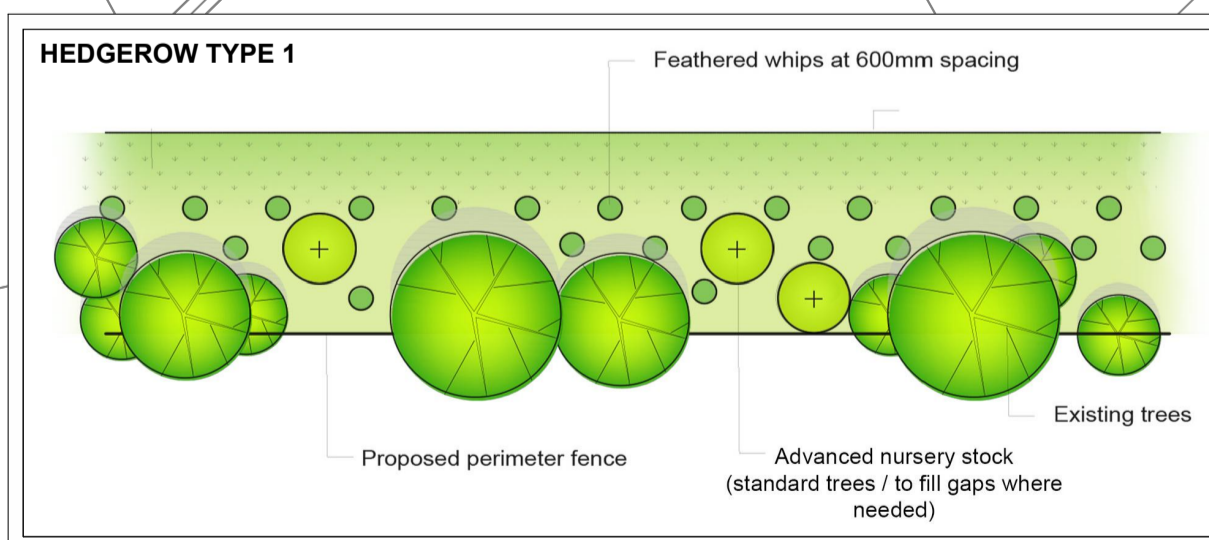 HEDGEROW TYPE 1
Feathered whips at 600mm spacing
Existing trees
Proposed perimeter fence
Advanced nursery stock
(standard trees / to fill gaps where
needed)